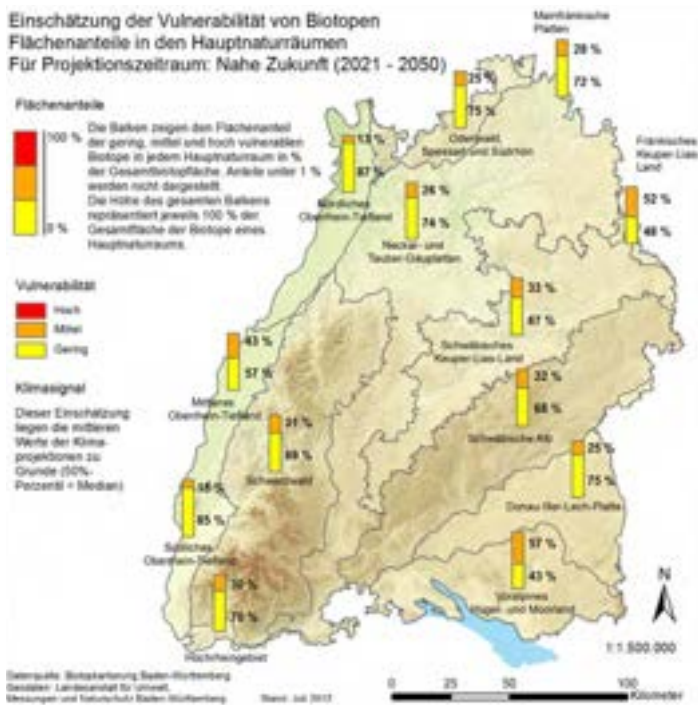 Einschätzung der Vulnerabilität von Biotopen
Flächenanteile in den Hauptnaturräumen
Für Projektionszeitraum: Nahe Zukunft (2021 - 2050)
Flächenanteile
100 %
0 %
Die Balken zeigen den Flächenanteil
der gering, mittel und hoch vulnerablen
Biotope in jedem Hauptnaturraum in %
der Gesamtbiotopfläche. Anteile unter 1 %
werden nicht dargestellt.
Die Höhe des gesamten Balkens
repräsentiert jeweils 100 % der
Gesamtfläche der Biotope eines
Hauptnaturraums.
Vulnerabilität
Hoch
Mittel
Gering
Klimasignal
Dieser Einschätzung
liegen die mittleren
Werte der Klima-
projektionen zu
Grunde (50%-
Perzentil = Median)
Mainfränkische
Platten
28 %
72 %
25 %
75 %
Odenwald,
Spessart und Südrhön
13 %
87 %
Nördliches
Oberrhein-Tiefland
Fränkisches
Keuper-Lias-
Land
52 %
48 %
26 %
74 %
Neckar- und
Tauber-Gäuplatten
33 %
67 %
Schwäbisches
Keuper-Lias-Land
43 %
57 %
Mittleres
Oberrhein-Tiefland
32 %
68 %
Schwäbische Alb
31 %
69 %
Schwarzwald
25 %
75 %
Donau-Iller-Lech-Platte
Südliches
Oberrhein-Tiefland
57 %
43 %
Voralpines
Hügel- und Moorland
30 %
70 %
Hochrheingebiet
N
1:1.500.000
Datenquelle: Biotopkartierung Baden-Württemberg
Geodaten: Landesanstalt für Umwelt,
Messungen und Naturschutz Baden-Württemberg Stand: Juli 2013
0 50 100
Kilometer